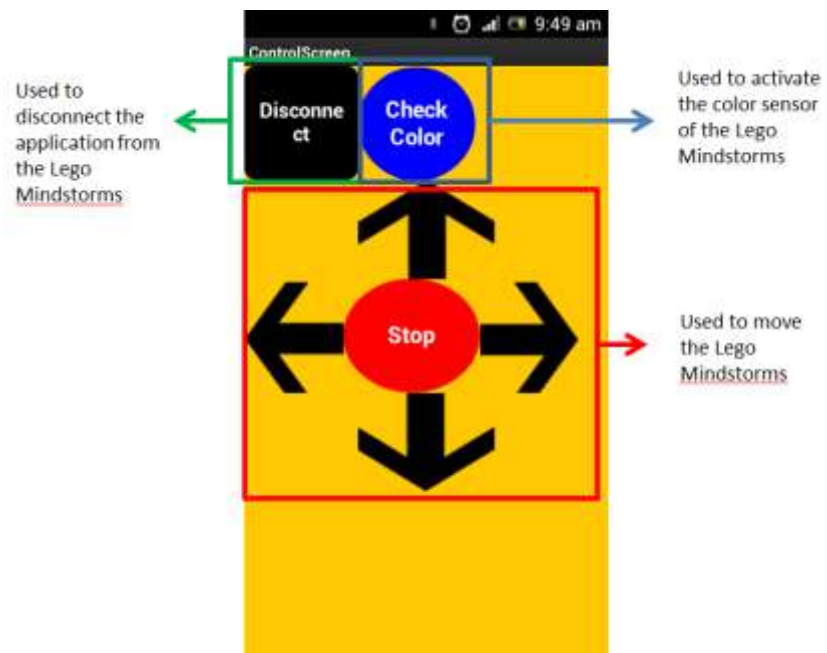 9:49 am
ControlScreen
Used to
disconnect the
application from
the Lego
Mindstorms
Disconne
ct
Check
Color
Used to activate
the color sensor
of the Lego
Mindstorms
Stop
Used to move
the Lego
Mindstorms